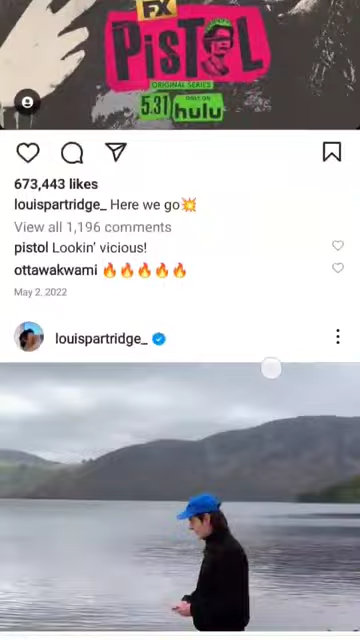 FX
PiSTOL
ORIGINAL SERIES
5.31 ONLY ON hulu
673,443 likes
louispartridge_ Here we go💥
View all 1,196 comments
pistol Lookin' vicious!
ottawakwami 🔥🔥🔥🔥🔥
May 2, 2022
louispartridge_